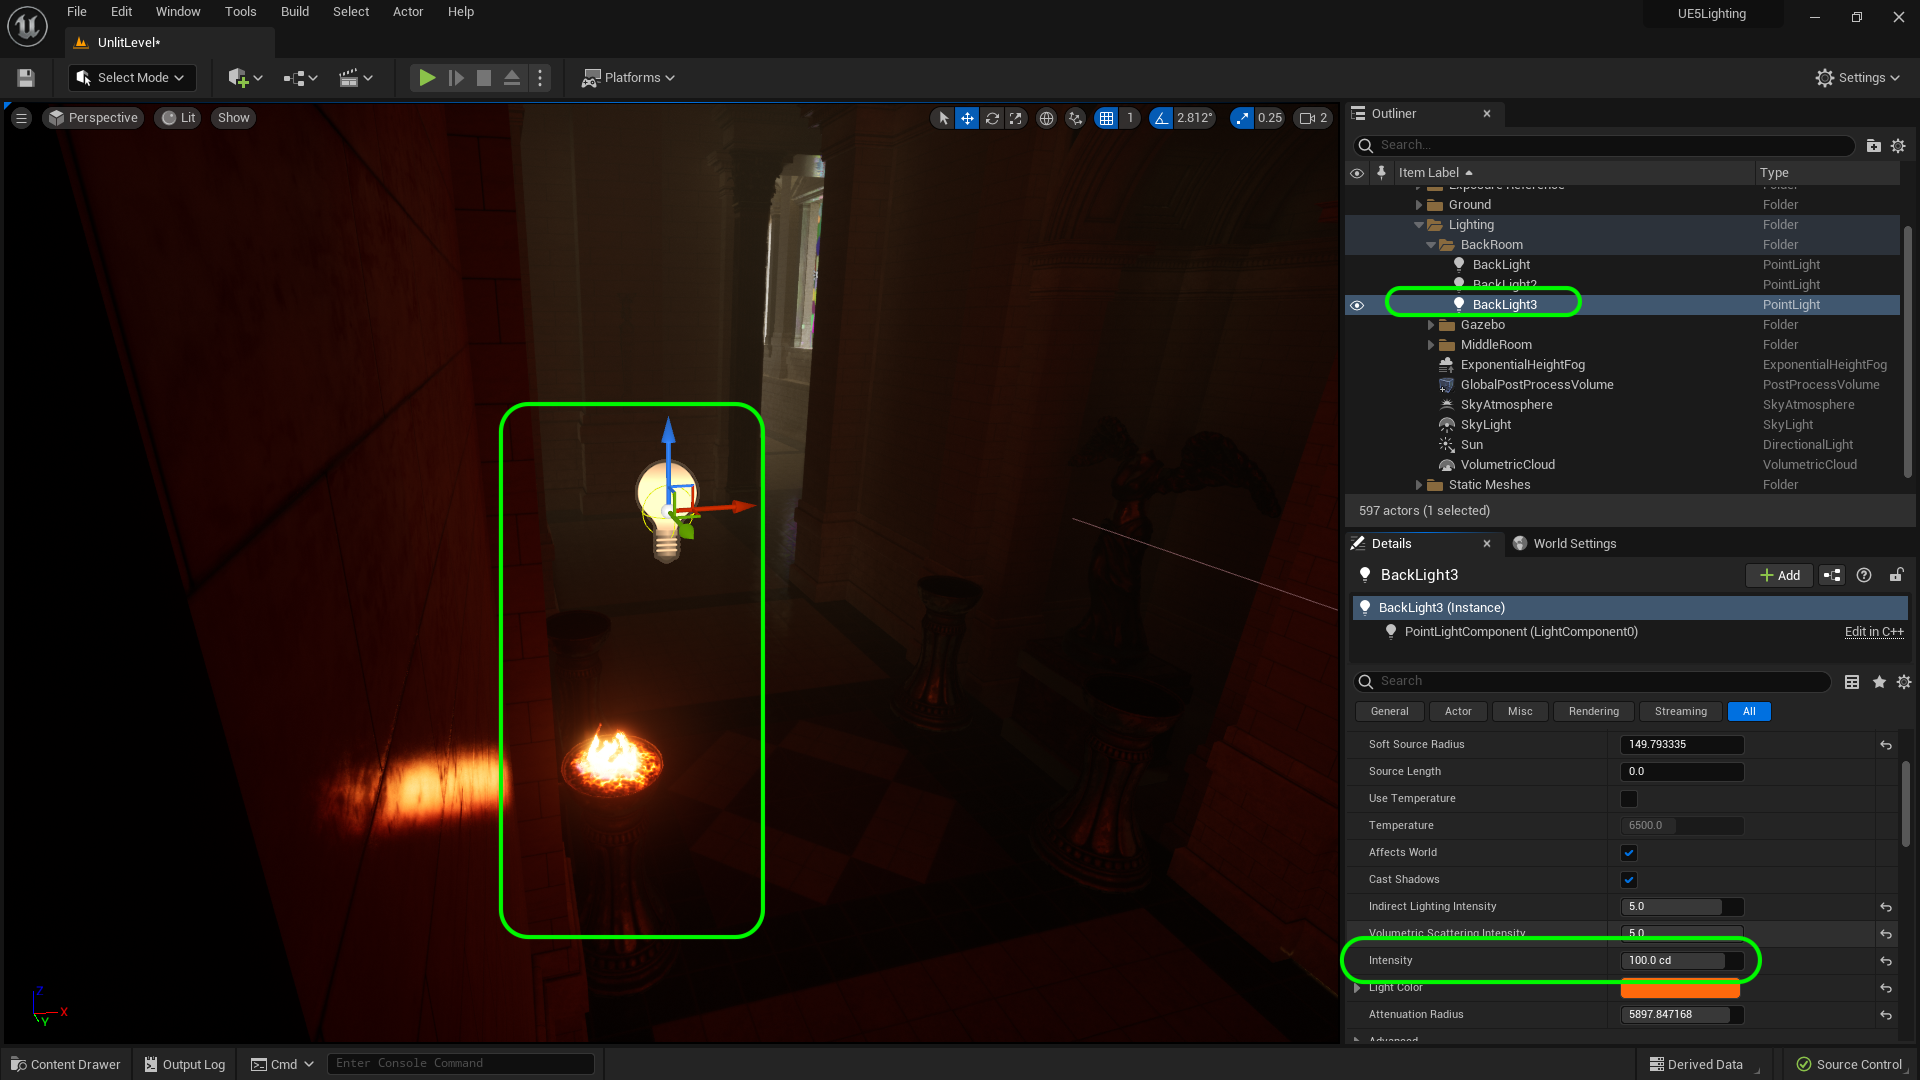 File Edit Window Tools Build Select Actor Help
UE5Lighting
UnlitLevel*
Select Mode
Platforms
Settings
Perspective Lit Show
1 2.812° 0.25 2
Outliner
Search...
Item Label Type
Exposure Reference Folder
Ground Folder
Lighting Folder
BackRoom Folder
BackLight PointLight
BackLight2 PointLight
BackLight3 PointLight
Gazebo Folder
MiddleRoom Folder
ExponentialHeightFog ExponentialHeightFog
GlobalPostProcessVolume PostProcessVolume
SkyAtmosphere SkyAtmosphere
SkyLight SkyLight
Sun DirectionalLight
VolumetricCloud VolumetricCloud
Static Meshes Folder
597 actors (1 selected)
Details World Settings
BackLight3 Add
BackLight3 (Instance)
PointLightComponent (LightComponent0) Edit in C++
Search
General Actor Misc Rendering Streaming All
Soft Source Radius 149.793335
Source Length 0.0
Use Temperature
Temperature 6500.0
Affects World
Cast Shadows
Indirect Lighting Intensity 5.0
Volumetric Scattering Intensity 5.0
Intensity 100.0 cd
Light Color
Attenuation Radius 5897.847168
Advanced
Z
X
Y
Content Drawer Output Log Cmd Enter Console Command Derived Data Source Control